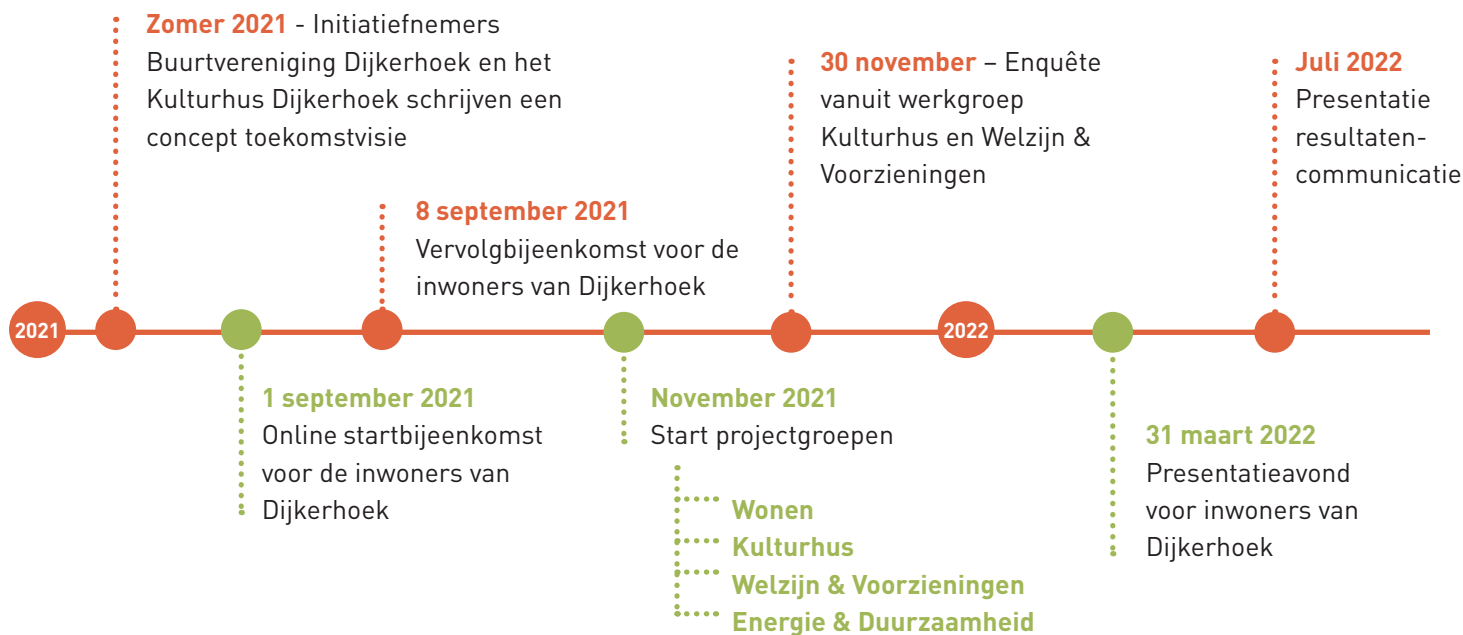 Zomer 2021 - Initiatiefnemers
Buurtvereniging Dijkerhoek en het
Kulturhus Dijkerhoek schrijven een
concept toekomstvisie
30 november – Enquête
vanuit werkgroep
Kulturhus en Welzijn &
Voorzieningen
Juli 2022
Presentatie
resultaten-
communicatie
8 september 2021
Vervolgbijeenkomst voor de
inwoners van Dijkerhoek
2021
2022
1 september 2021
Online startbijeenkomst
voor de inwoners van
Dijkerhoek
November 2021
Start projectgroepen
Wonen
Kulturhus
Welzijn & Voorzieningen
Energie & Duurzaamheid
31 maart 2022
Presentatieavond
voor inwoners van
Dijkerhoek